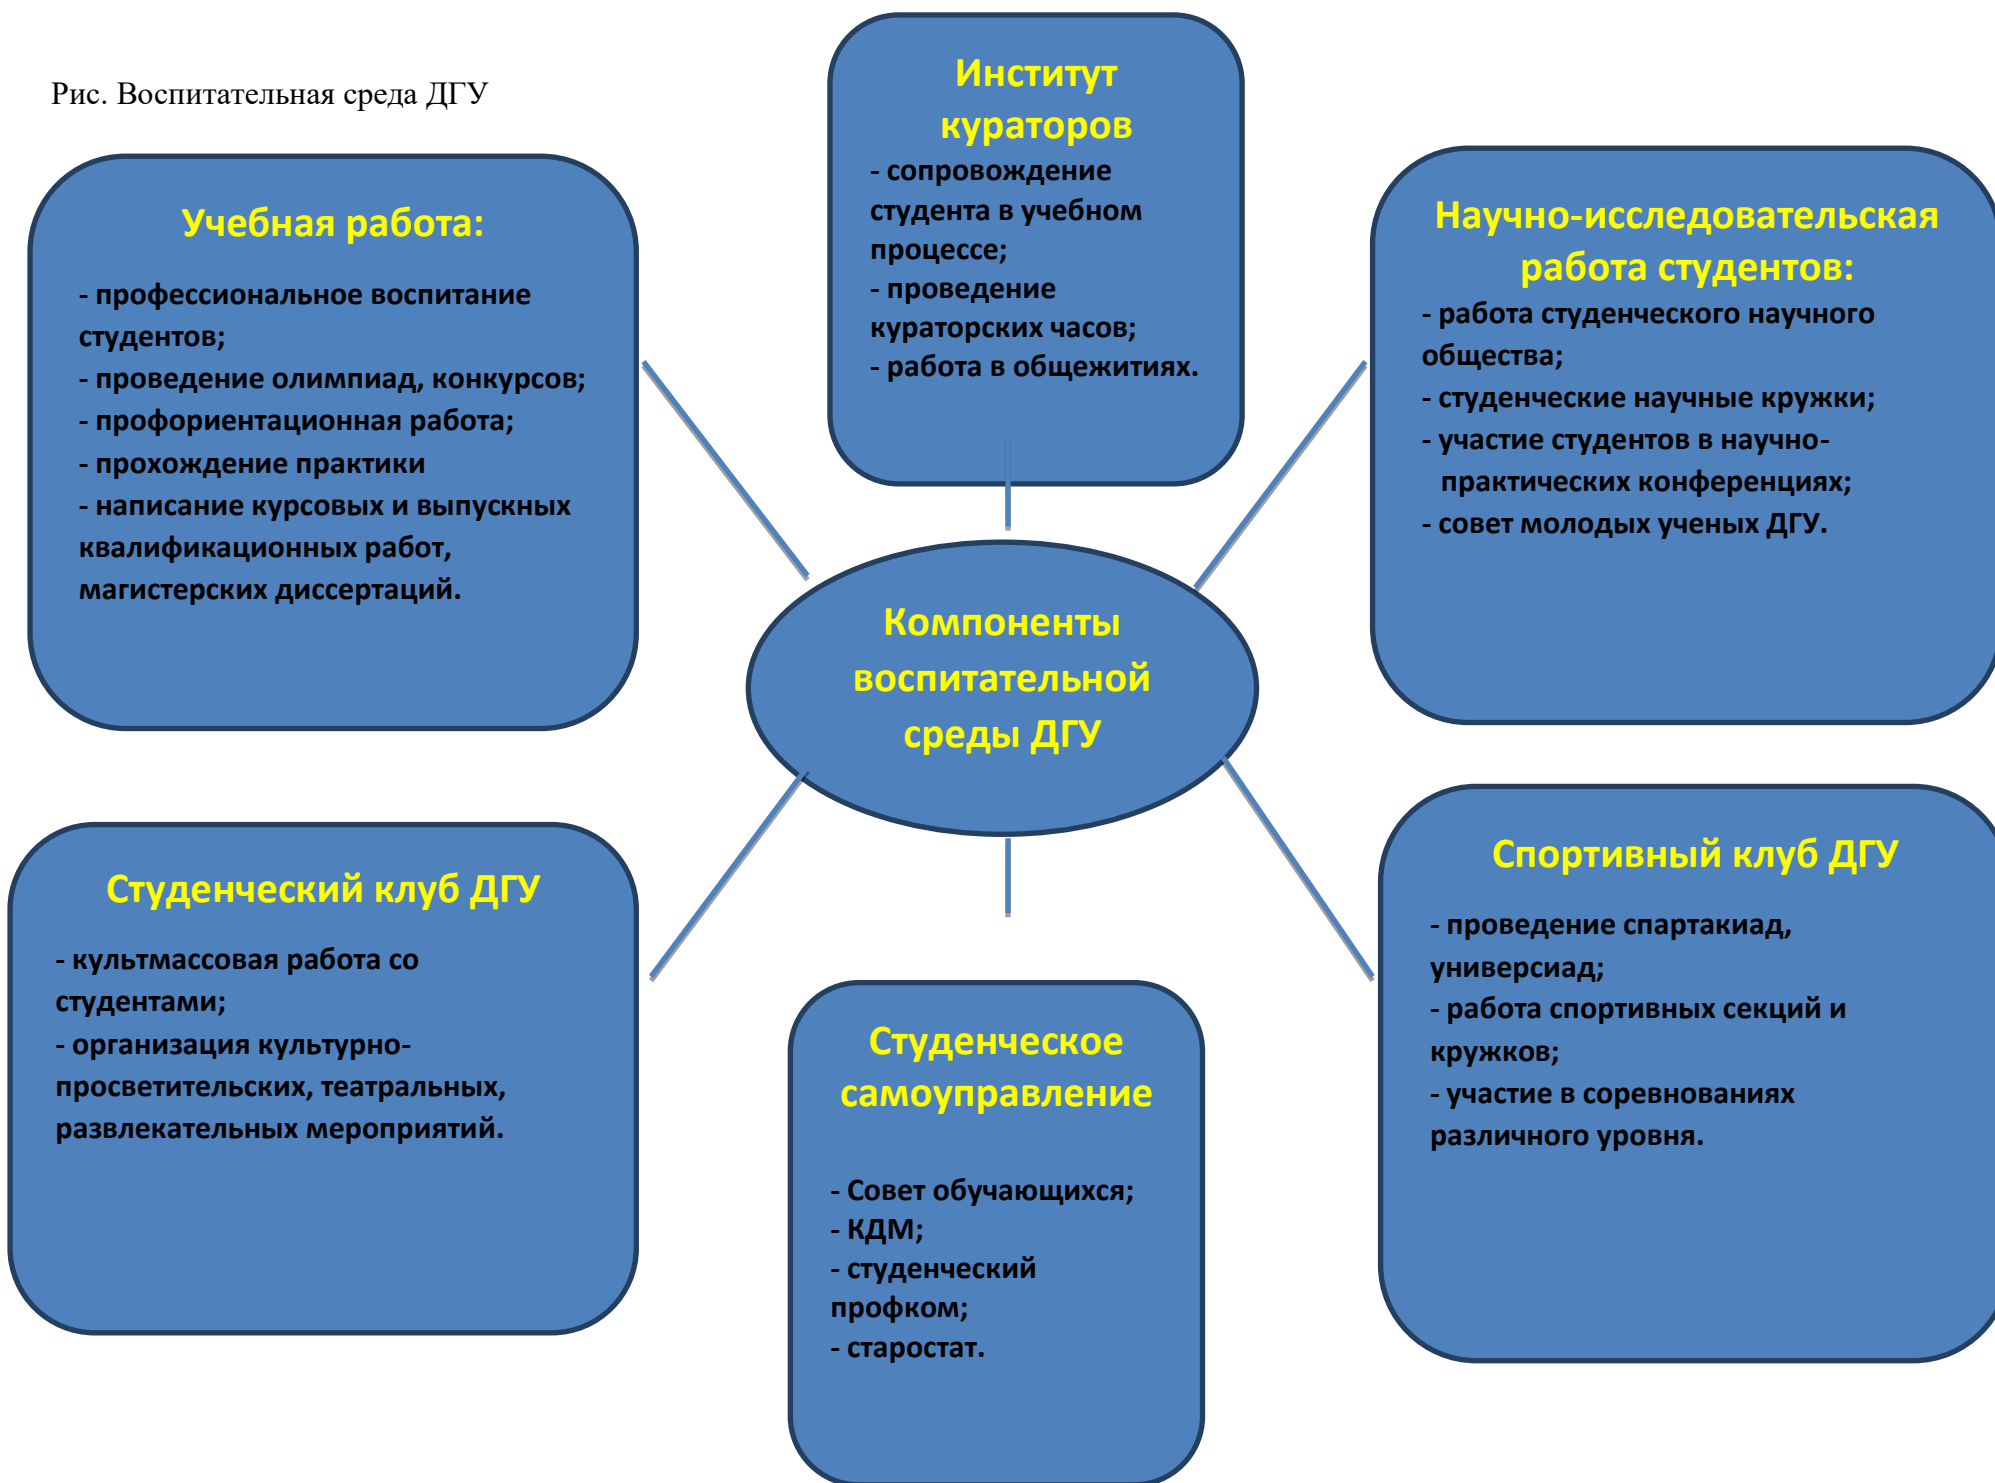 Рис. Воспитательная среда ДГУ
Институт
кураторов
- сопровождение
студента в учебном
процессе;
- проведение
кураторских часов;
- работа в общежитиях.
Учебная работа:
- профессиональное воспитание
студентов;
- проведение олимпиад, конкурсов;
- профориентационная работа;
- прохождение практики
- написание курсовых и выпускных
квалификационных работ,
магистерских диссертаций.
Научно-исследовательская
работа студентов:
- работа студенческого научного
общества;
- студенческие научные кружки;
- участие студентов в научно-
практических конференциях;
- совет молодых ученых ДГУ.
Компоненты
воспитательной
среды ДГУ
Студенческий клуб ДГУ
- культмассовая работа со
студентами;
- организация культурно-
просветительских, театральных,
развлекательных мероприятий.
Студенческое
самоуправление
- Совет обучающихся;
- КДМ;
- студенческий
профком;
- старостат.
Спортивный клуб ДГУ
- проведение спартакиад,
универсиад;
- работа спортивных секций и
кружков;
- участие в соревнованиях
различного уровня.